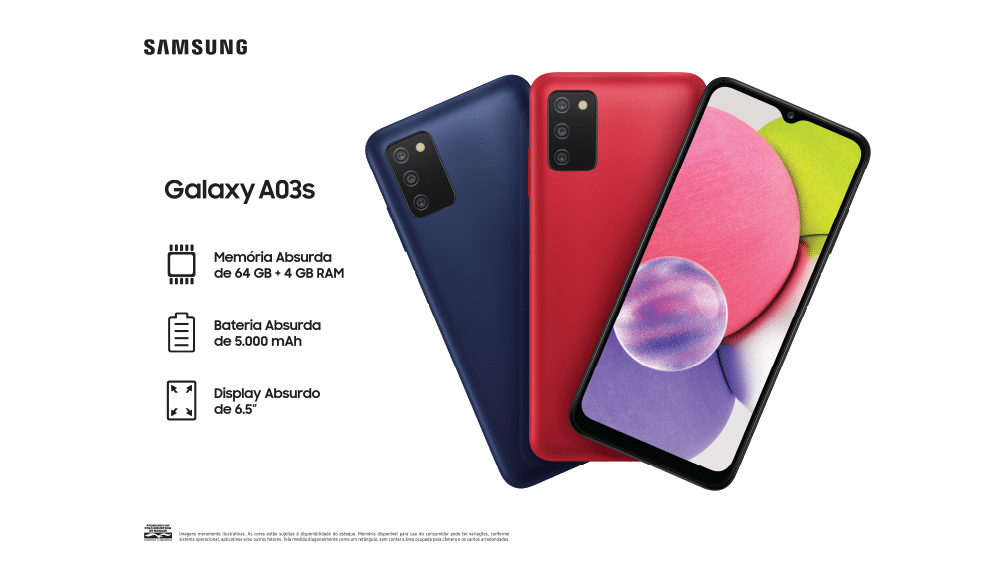 SAMSUNG
Galaxy A03s
Memória Absurda
de 64 GB + 4 GB RAM
Bateria Absurda
de 5.000 mAh
Display Absurdo
de 6.5”
Imagens meramente ilustrativas. As cores estão sujeitas à disponibilidade do estoque. Memória disponível para uso do consumidor pode ter variações, conforme
sistema operacional, aplicativos e/ou outros fatores. Tela medida diagonalmente como um retângulo, sem contar a área ocupada pela câmera e os cantos arredondados.